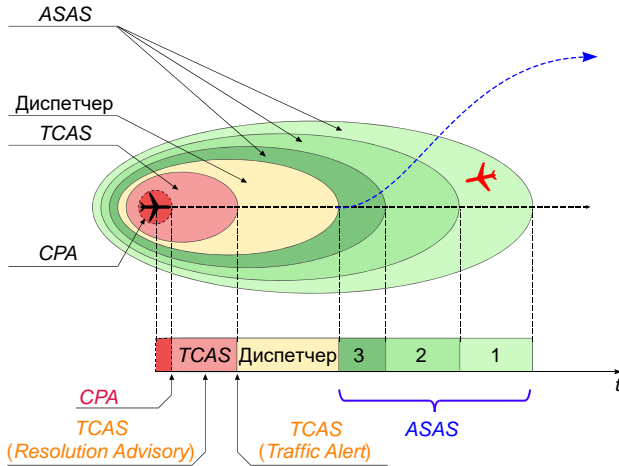 ASAS
Диспетчер
TCAS
CPA
TCAS
Диспетчер
3
2
1
t
CPA
TCAS
(Resolution Advisory)
TCAS
(Traffic Alert)
ASAS